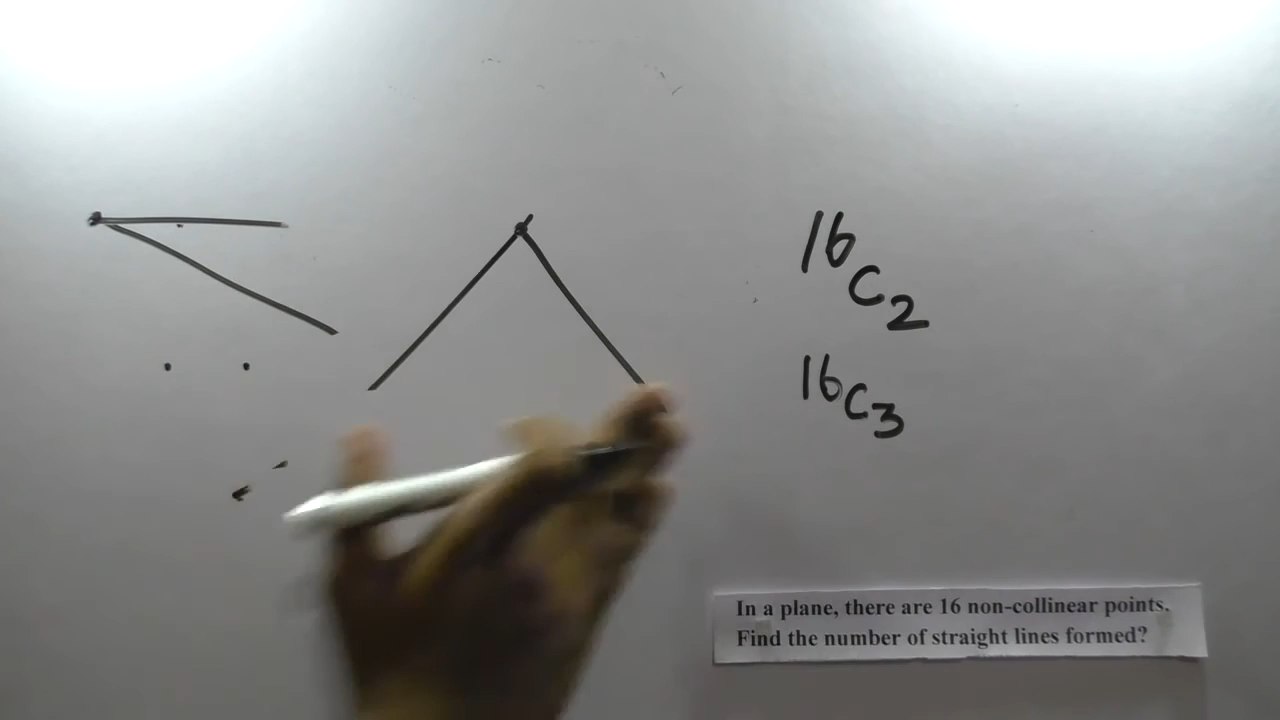 16C2
16C3
In a plane, there are 16 non-collinear points.
Find the number of straight lines formed?